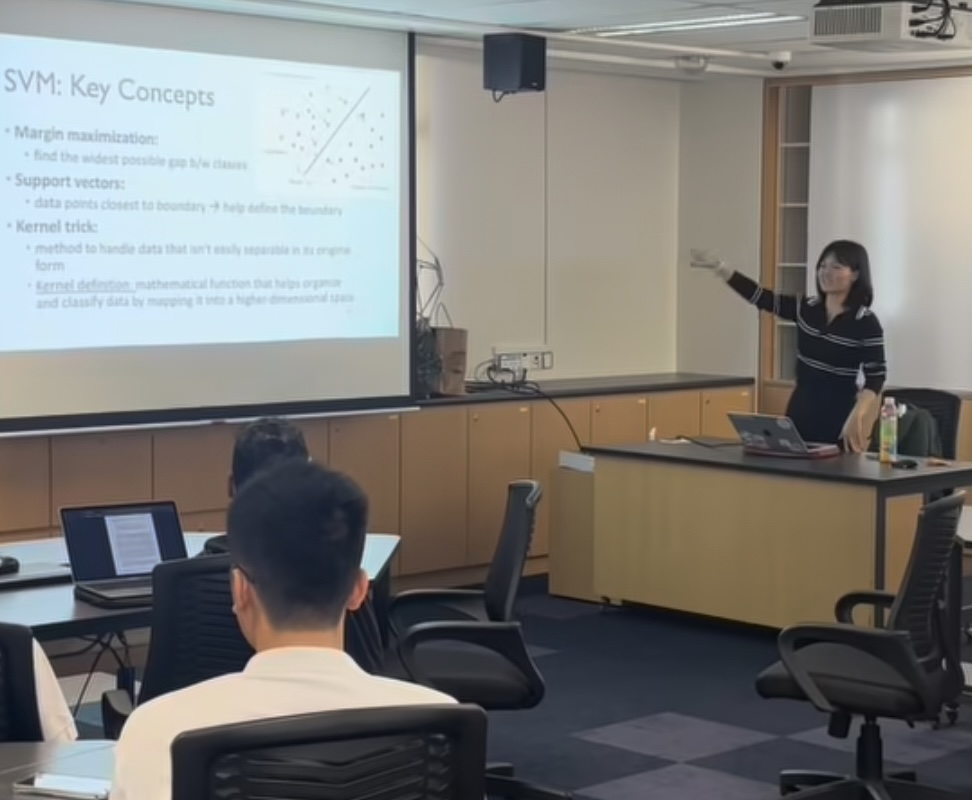 SVM: Key Concepts
• Margin maximization:
• find the widest possible gap b/w classes
• Support vectors:
• data points closest to boundary → help define the boundary
• Kernel trick:
• method to handle data that isn't easily separable in its original
form
• Kernel definition: mathematical function that helps organize
and classify data by mapping it into a higher-dimensional space